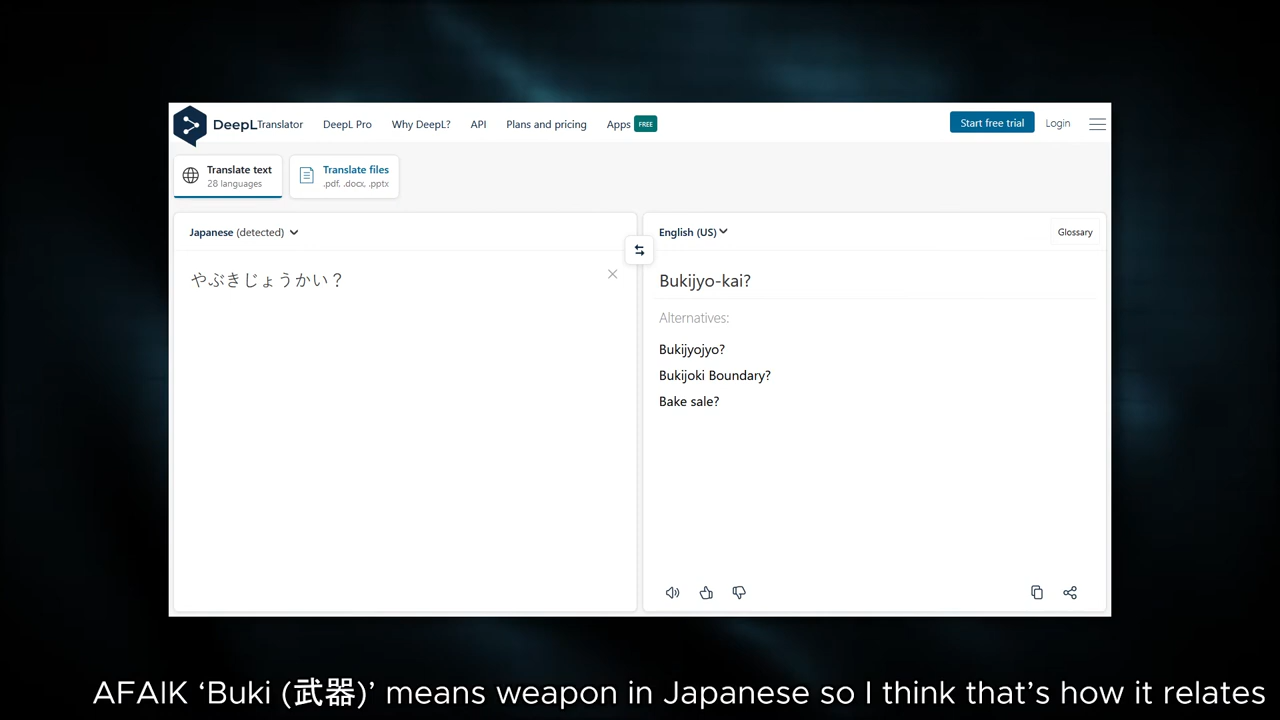 DeepL Translator DeepL Pro Why DeepL? API Plans and pricing Apps FREE Start free trial Login
Translate text
28 languages
Translate files
.pdf, .docx, .pptx
Japanese (detected)
English (US)
Glossary
やぶきじょうかい？
Bukijyo-kai?
Alternatives:
Bukijyojyo?
Bukijoki Boundary?
Bake sale?
AFAIK ‘Buki (武器)’ means weapon in Japanese so I think that’s how it relates